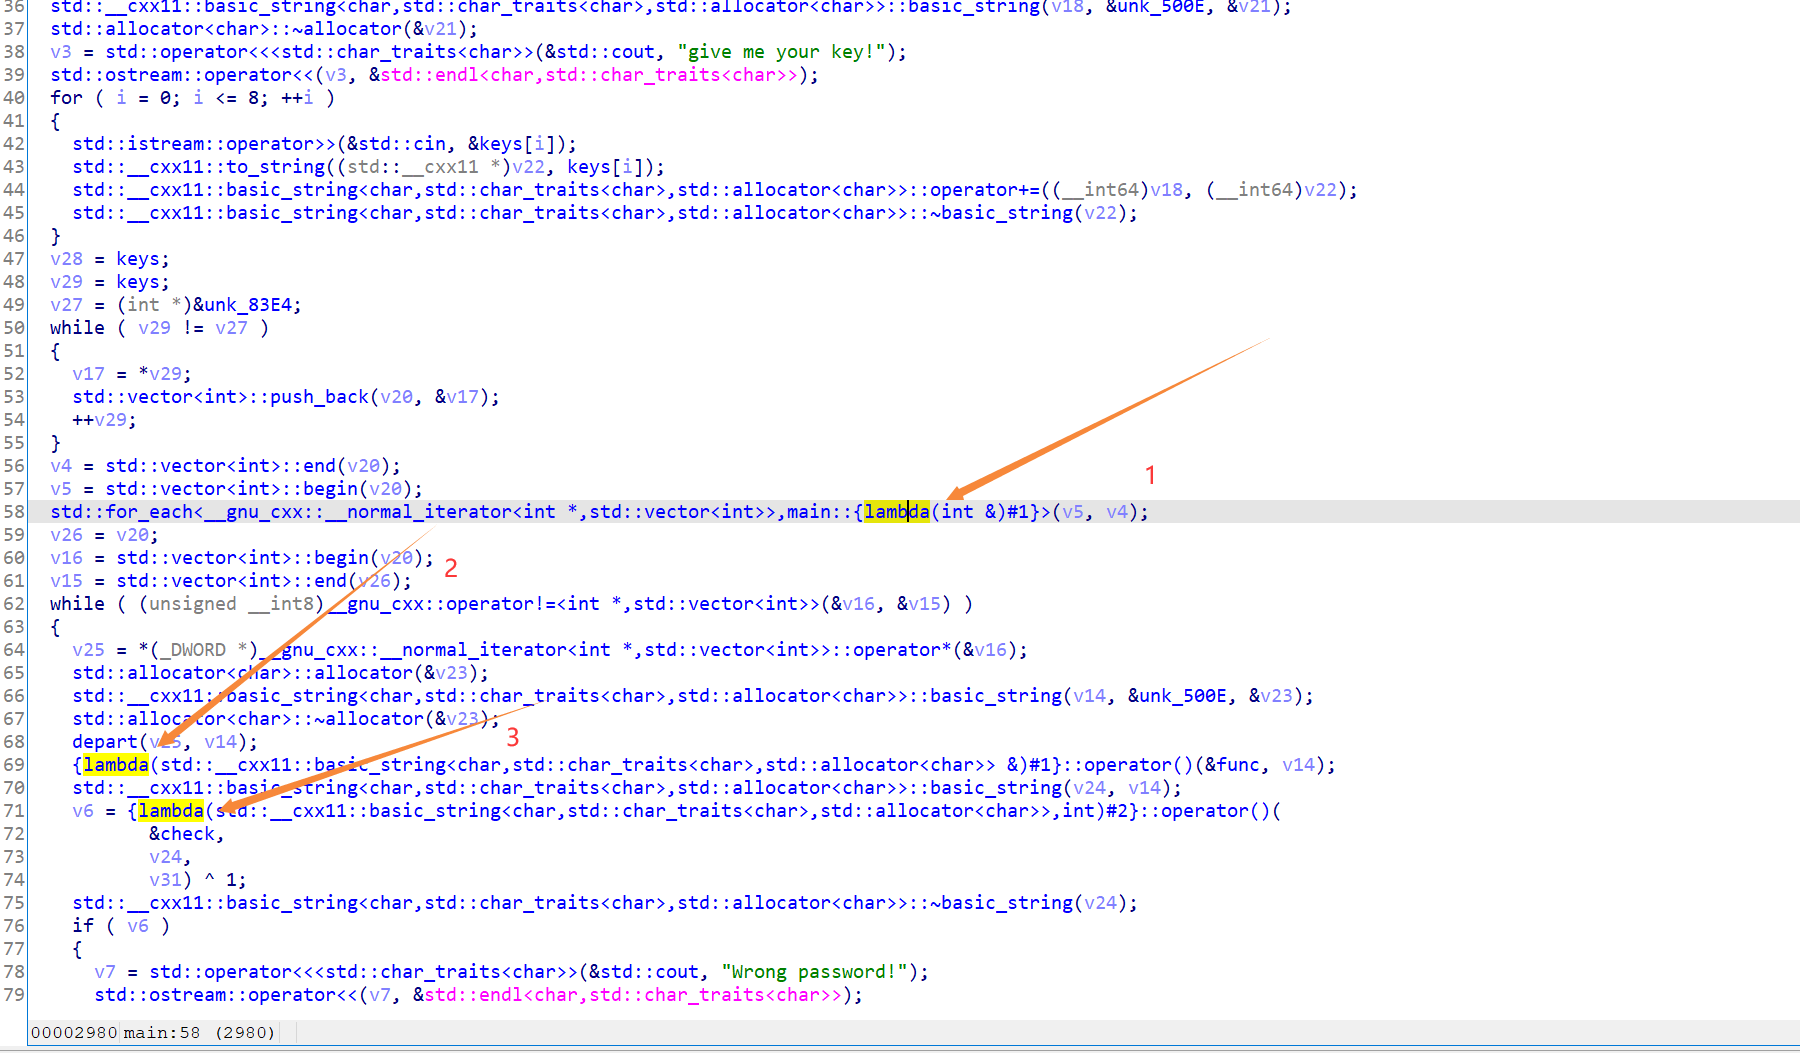 36 std::__cxx11::basic_string<char,std::char_traits<char>,std::allocator<char>>::basic_string(v18, &unk_500E, &v21);
37 std::allocator<char>::~allocator(&v21);
38 v3 = std::operator<<<std::char_traits<char>>(&std::cout, "give me your key!");
39 std::ostream::operator<<(v3, &std::endl<char,std::char_traits<char>>);
40 for ( i = 0; i <= 8; ++i )
41 {
42 std::istream::operator>>(&std::cin, &keys[i]);
43 std::__cxx11::to_string((std::__cxx11 *)v22, keys[i]);
44 std::__cxx11::basic_string<char,std::char_traits<char>,std::allocator<char>>::operator+=((__int64)v18, (__int64)v22);
45 std::__cxx11::basic_string<char,std::char_traits<char>,std::allocator<char>>::~basic_string(v22);
46 }
47 v28 = keys;
48 v29 = keys;
49 v27 = (int *)&unk_83E4;
50 while ( v29 != v27 )
51 {
52 v17 = *v29;
53 std::vector<int>::push_back(v20, &v17);
54 ++v29;
55 }
56 v4 = std::vector<int>::end(v20);
57 v5 = std::vector<int>::begin(v20);
1
58 std::for_each<__gnu_cxx::__normal_iterator<int *,std::vector<int>>,main::{lambda(int &)#1}>(v5, v4);
59 v26 = v20;
60 v16 = std::vector<int>::begin(v20);
2
61 v15 = std::vector<int>::end(v26);
62 while ( (unsigned __int8)__gnu_cxx::operator!=<int *,std::vector<int>>(&v16, &v15) )
63 {
64 v25 = *(_DWORD *)__gnu_cxx::__normal_iterator<int *,std::vector<int>>::operator*(&v16);
65 std::allocator<char>::allocator(&v23);
66 std::__cxx11::basic_string<char,std::char_traits<char>,std::allocator<char>>::basic_string(v14, &unk_500E, &v23);
67 std::allocator<char>::~allocator(&v23);
3
68 depart(v25, v14);
69 {lambda(std::__cxx11::basic_string<char,std::char_traits<char>,std::allocator<char>> &)#1}::operator()(&func, v14);
70 std::__cxx11::basic_string<char,std::char_traits<char>,std::allocator<char>>::basic_string(v24, v14);
71 v6 = {lambda(std::__cxx11::basic_string<char,std::char_traits<char>,std::allocator<char>>,int)#2}::operator()(
72 &check,
73 v24,
74 v31) ^ 1;
75 std::__cxx11::basic_string<char,std::char_traits<char>,std::allocator<char>>::~basic_string(v24);
76 if ( v6 )
77 {
78 v7 = std::operator<<<std::char_traits<char>>(&std::cout, "Wrong password!");
79 std::ostream::operator<<(v7, &std::endl<char,std::char_traits<char>>);
00002980 main:58 (2980)